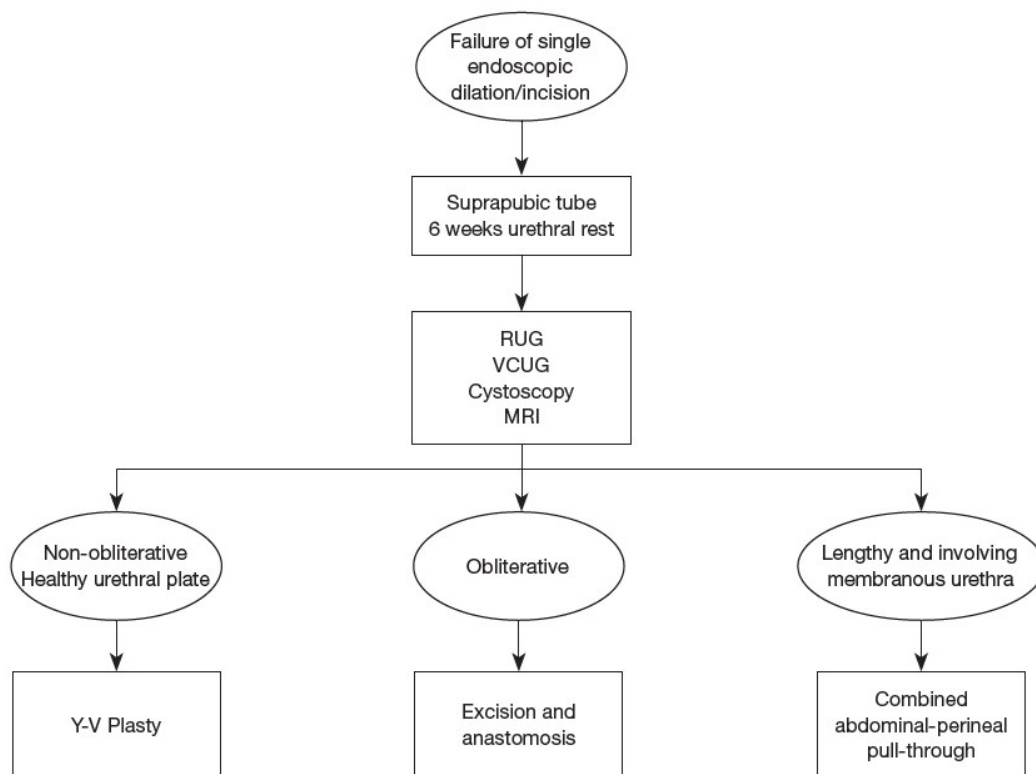 Failure of single
endoscopic
dilation/incision
Suprapubic tube
6 weeks urethral rest
RUG
VCUG
Cystoscopy
MRI
Non-obliterative
Healthy urethral plate
Obliterative
Lengthy and involving
membranous urethra
Y-V Plasty
Excision and
anastomosis
Combined
abdominal-perineal
pull-through